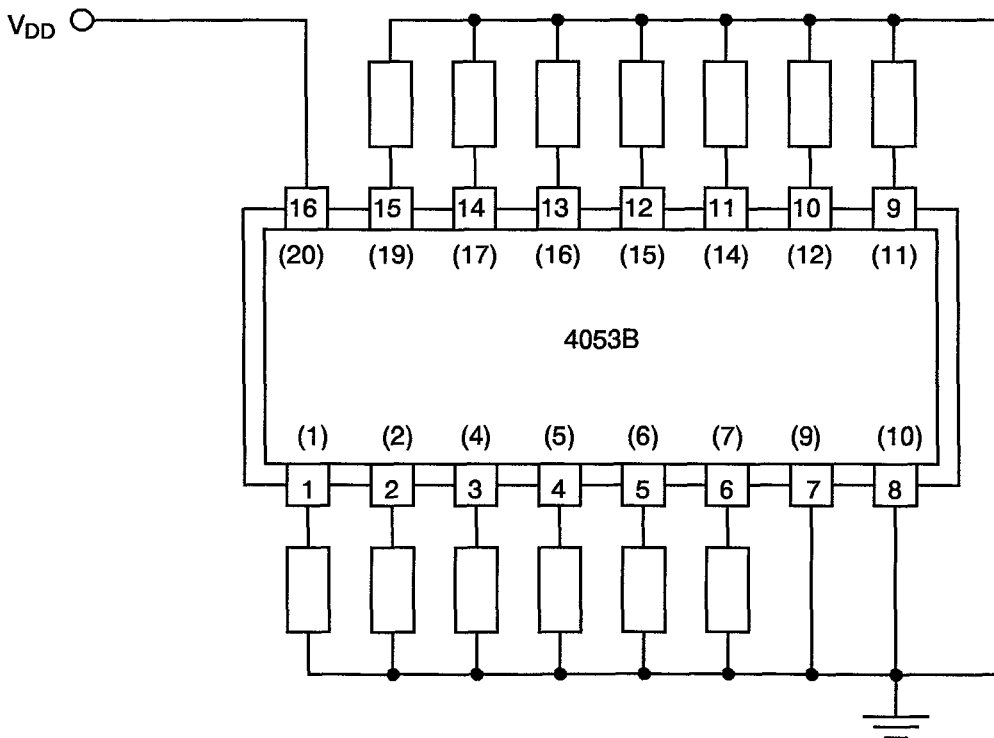 VDD
16 15 14 13 12 11 10 9
(20) (19) (17) (16) (15) (14) (12) (11)
4053B
(1) (2) (4) (5) (6) (7) (9) (10)
1 2 3 4 5 6 7 8